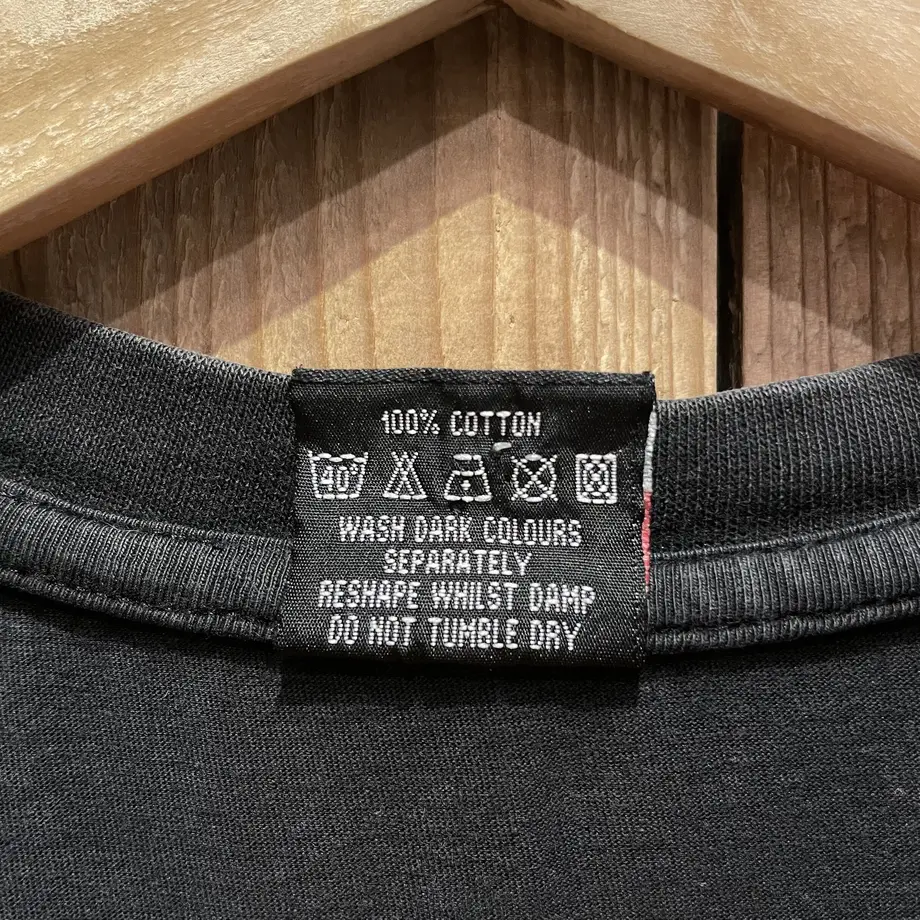 100% COTTON
40°
WASH DARK COLOURS
SEPARATELY
RESHAPE WHILST DAMP
DO NOT TUMBLE DRY